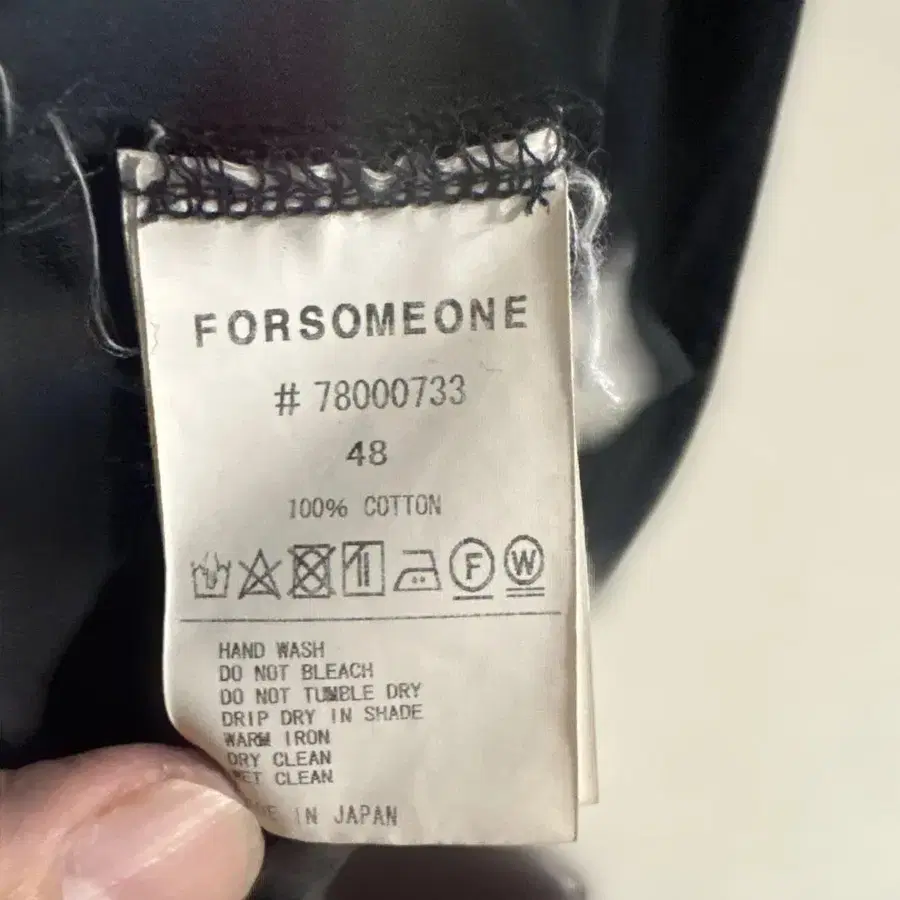 FORSOMEONE
# 78000733
48
100% COTTON
F W
HAND WASH
DO NOT BLEACH
DO NOT TUMBLE DRY
DRIP DRY IN SHADE
WARM IRON
DRY CLEAN
WET CLEAN
IN JAPAN